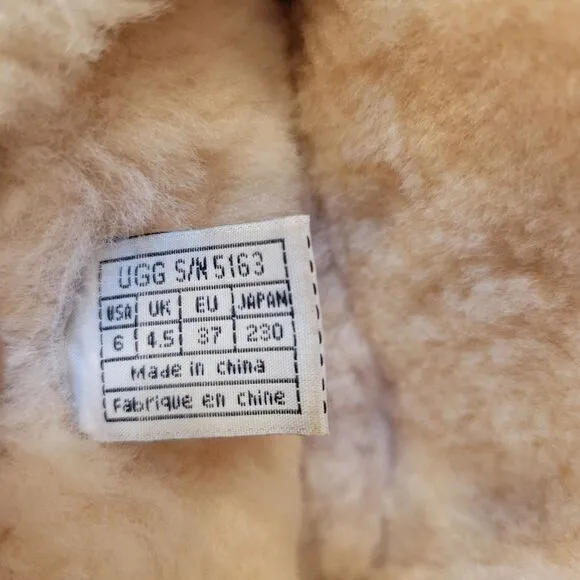 UGG S/N 5163
USA UK EU JAPAN
6 4.5 37 230
Made in china
Fabrique en chine